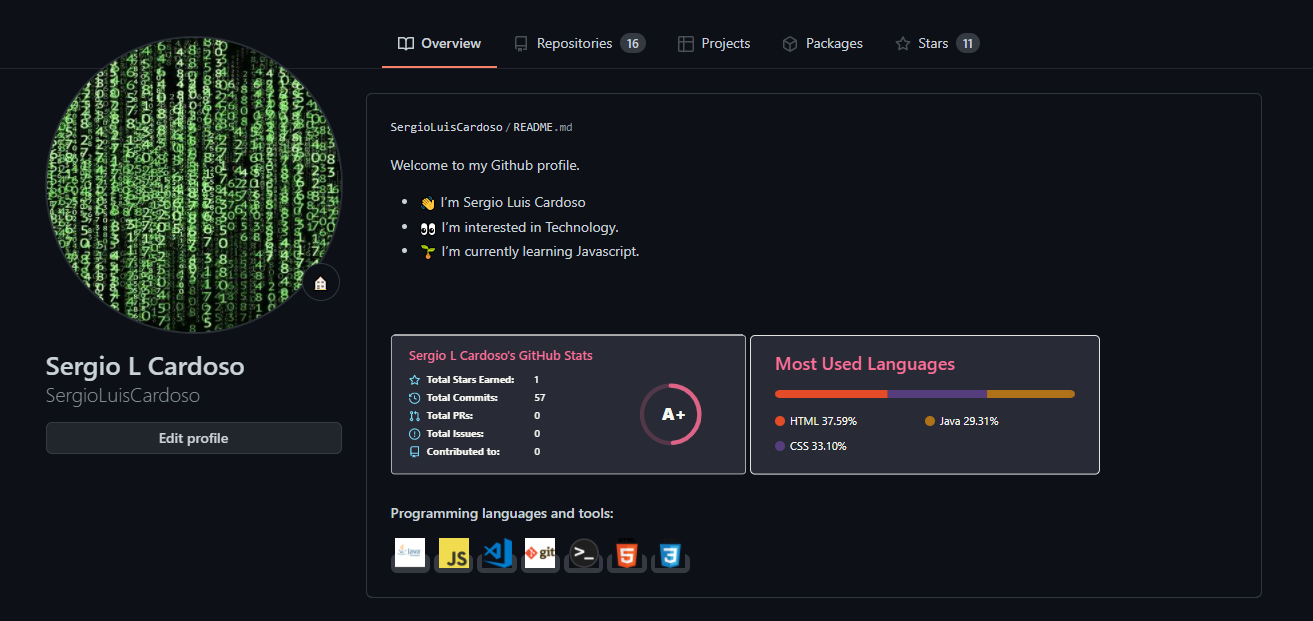 Overview Repositories 16 Projects Packages Stars 11
SergioLuisCardoso / README.md
Welcome to my Github profile.
👋 I'm Sergio Luis Cardoso
👀 I'm interested in Technology.
🌱 I'm currently learning Javascript.
Sergio L Cardoso
SergioLuisCardoso
Edit profile
Sergio L Cardoso's GitHub Stats
Total Stars Earned: 1
Total Commits: 57
Total PRs: 0
Total Issues: 0
Contributed to: 0
A+
Most Used Languages
HTML 37.59% Java 29.31%
CSS 33.10%
Programming languages and tools:
Java JS git >_ 5 3